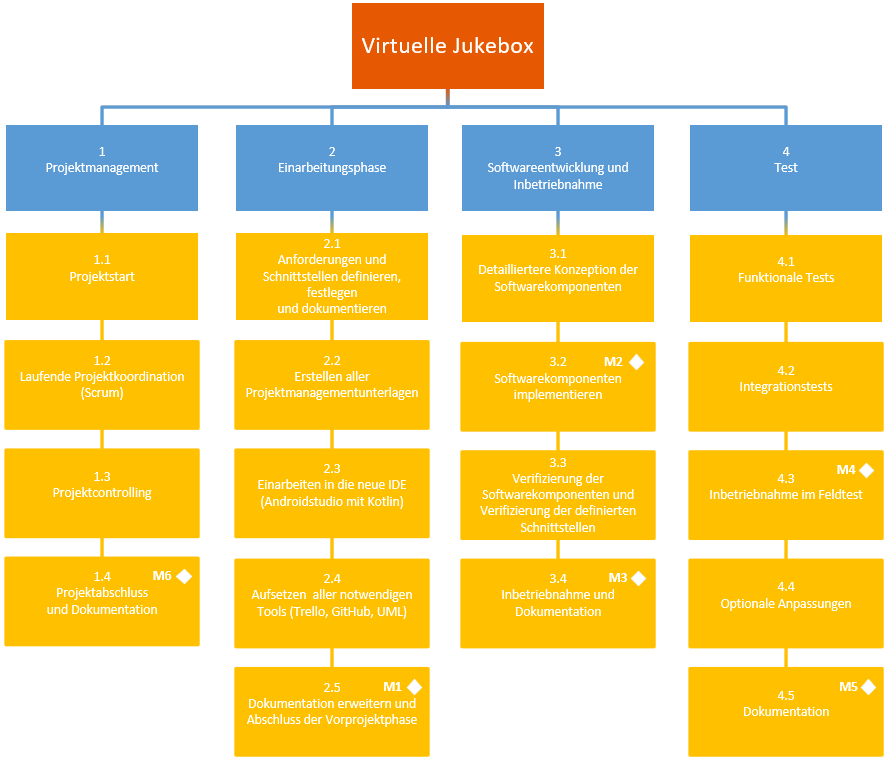 Virtuelle Jukebox
1
Projektmanagement
2
Einarbeitungsphase
3
Softwareentwicklung und
Inbetriebnahme
4
Test
1.1
Projektstart
1.2
Laufende Projektkoordination
(Scrum)
1.3
Projektcontrolling
1.4
M6
Projektabschluss
und Dokumentation
2.1
Anforderungen und
Schnittstellen definieren,
festlegen
und dokumentieren
2.2
Erstellen aller
Projektmanagementunterlagen
2.3
Einarbeiten in die neue IDE
(Androidstudio mit Kotlin)
2.4
Aufsetzen aller notwendigen
Tools (Trello, GitHub, UML)
2.5
M1
Dokumentation erweitern und
Abschluss der Vorprojektphase
3.1
Detailliertere Konzeption der
Softwarekomponenten
3.2
M2
Softwarekomponenten
implementieren
3.3
Verifizierung der
Softwarekomponenten und
Verifizierung der definierten
Schnittstellen
3.4
M3
Inbetriebnahme und
Dokumentation
4.1
Funktionale Tests
4.2
Integrationstests
4.3
M4
Inbetriebnahme im Feldtest
4.4
Optionale Anpassungen
4.5
M5
Dokumentation